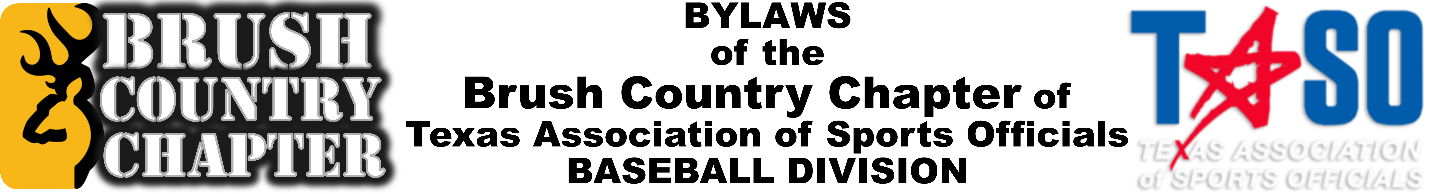 BRUSH
COUNTRY
CHAPTER
BYLAWS
of the
Brush Country Chapter of
Texas Association of Sports Officials
BASEBALL DIVISION
TASO
TEXAS ASSOCIATION
of SPORTS OFFICIALS